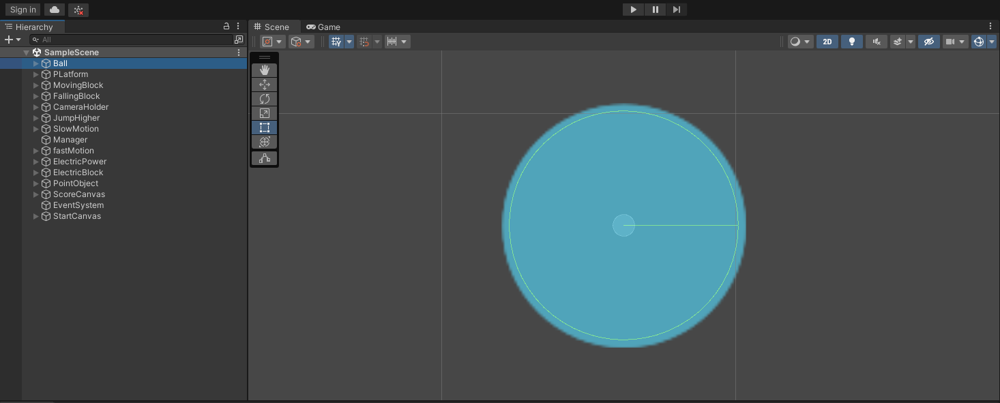 Sign in
Hierarchy
All
SampleScene
Ball
PLatform
MovingBlock
FallingBlock
CameraHolder
JumpHigher
SlowMotion
Manager
fastMotion
ElectricPower
ElectricBlock
PointObject
ScoreCanvas
EventSystem
StartCanvas
Scene
Game
2D